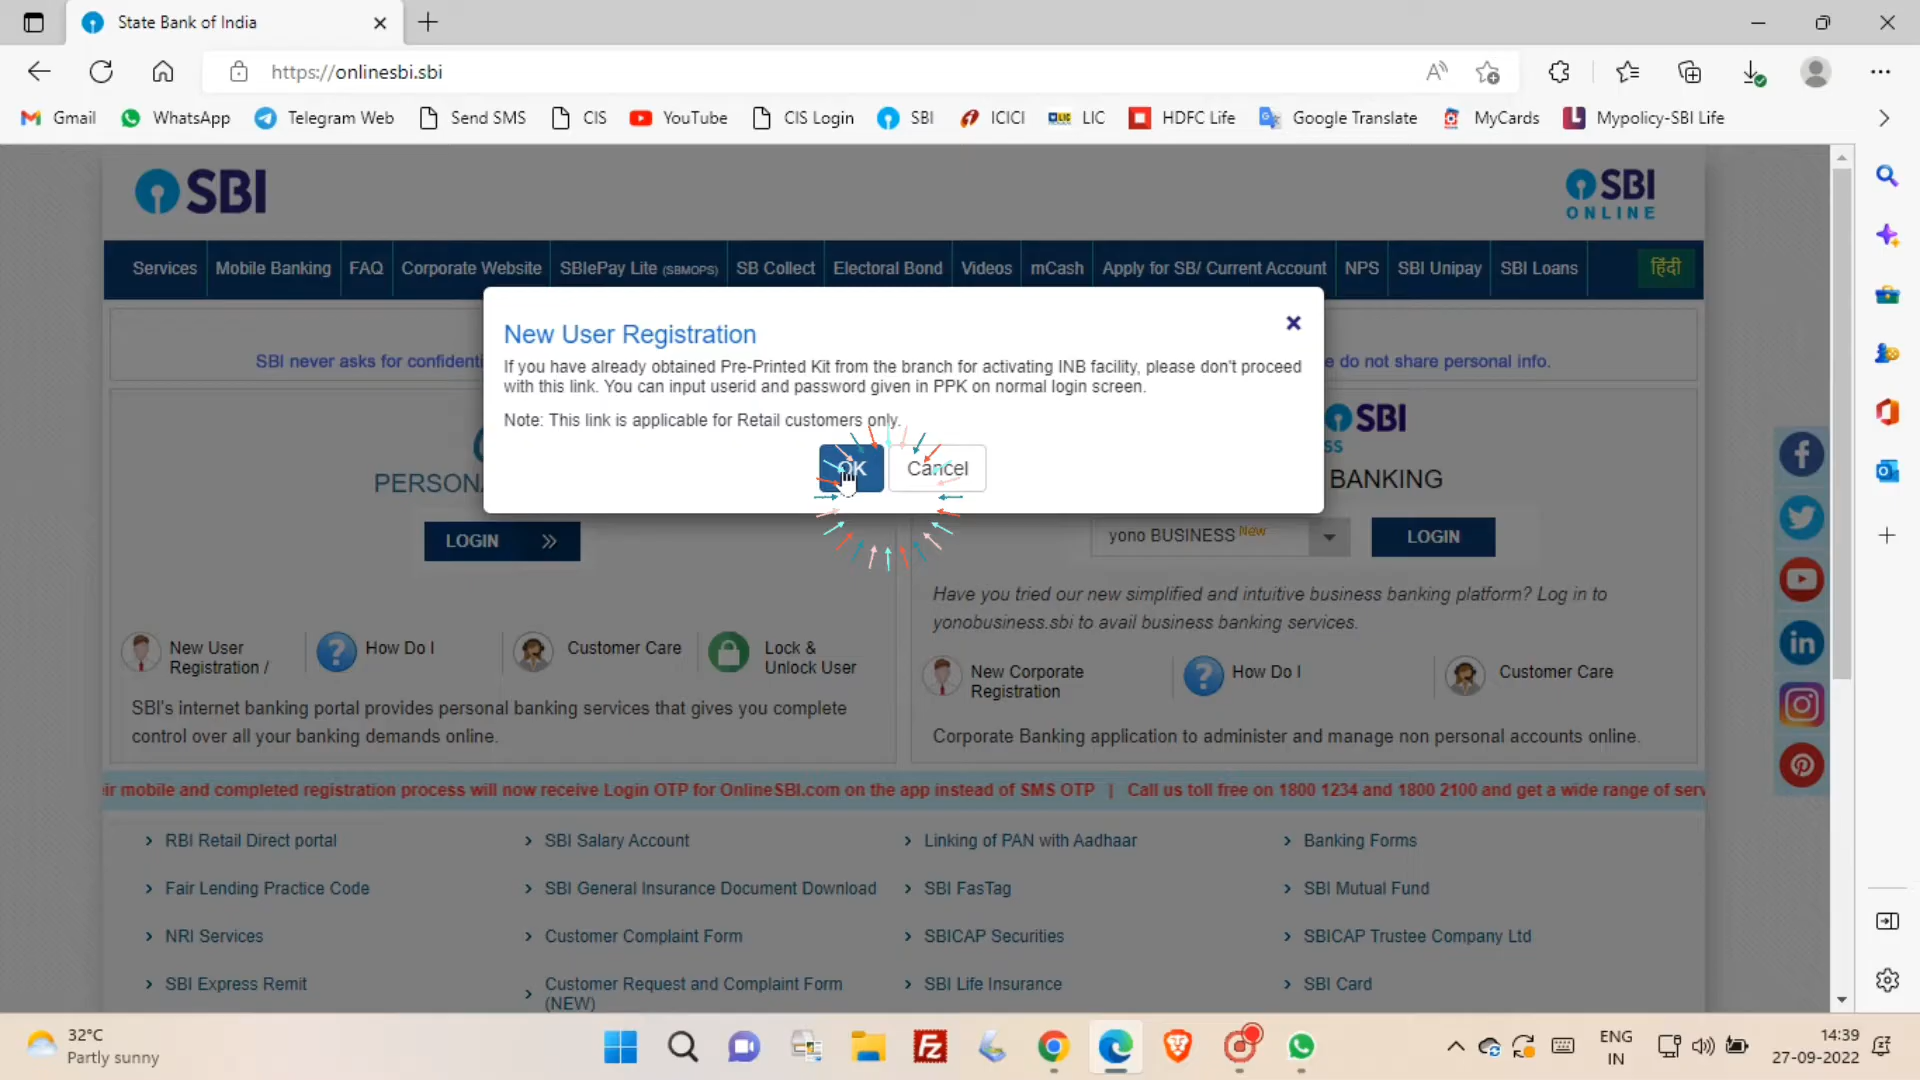 State Bank of India
https://onlinesbi.sbi
Gmail WhatsApp Telegram Web Send SMS CIS YouTube CIS Login SBI ICICI LIC HDFC Life Google Translate MyCards Mypolicy-SBI Life
SBI
SBI
ONLINE
Services Mobile Banking FAQ Corporate Website SBIePay Lite (SBMOPS) SB Collect Electoral Bond Videos mCash Apply for SB/ Current Account NPS SBI Unipay SBI Loans हिंदी
New User Registration
If you have already obtained Pre-Printed Kit from the branch for activating INB facility, please don't proceed
with this link. You can input userid and password given in PPK on normal login screen.
Note: This link is applicable for Retail customers only.
OK Cancel
SBI never asks for confidenti
e do not share personal info.
PERSONA
LOGIN
New User
Registration /
How Do I
Customer Care
Lock &
Unlock User
SBI's internet banking portal provides personal banking services that gives you complete
control over all your banking demands online.
SBI
SS
BANKING
yono BUSINESS New
LOGIN
Have you tried our new simplified and intuitive business banking platform? Log in to
yonobusiness.sbi to avail business banking services.
New Corporate
Registration
How Do I
Customer Care
Corporate Banking application to administer and manage non personal accounts online.
eir mobile and completed registration process will now receive Login OTP for OnlineSBI.com on the app instead of SMS OTP | Call us toll free on 1800 1234 and 1800 2100 and get a wide range of serv
RBI Retail Direct portal SBI Salary Account Linking of PAN with Aadhaar Banking Forms
Fair Lending Practice Code SBI General Insurance Document Download SBI FasTag SBI Mutual Fund
NRI Services Customer Complaint Form SBICAP Securities SBICAP Trustee Company Ltd
SBI Express Remit Customer Request and Complaint Form SBI Life Insurance SBI Card
(NEW)
32°C
Partly sunny
ENG
IN
14:39
27-09-2022